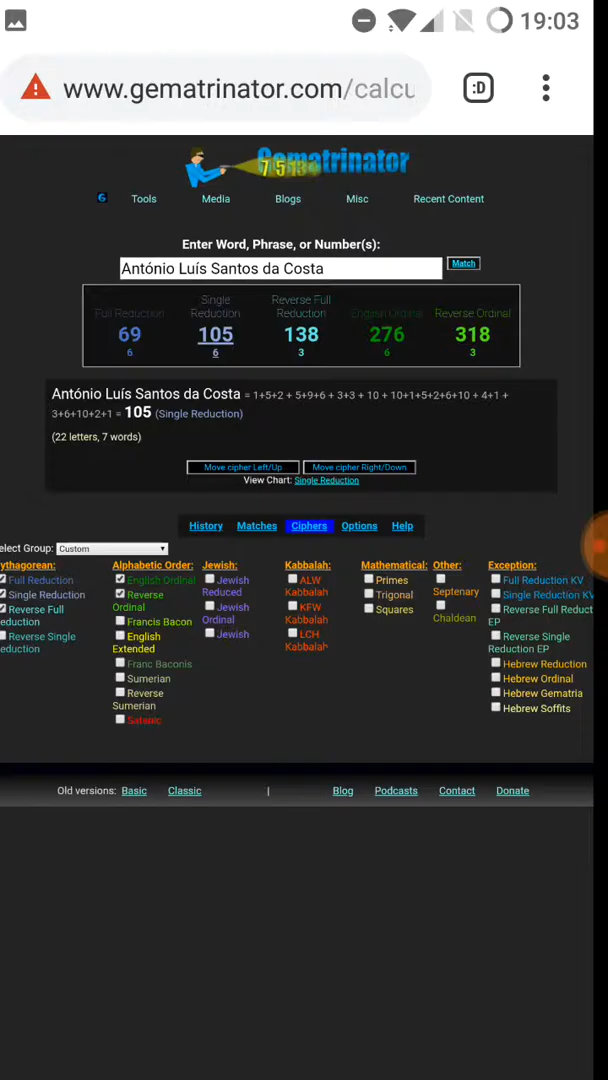 19:03
www.gematrinator.com/calcu
:D
Gematrinator
Tools Media Blogs Misc Recent Content
Enter Word, Phrase, or Number(s):
António Luís Santos da Costa Match
Full Reduction Single Reduction Reverse Full Reduction English Ordinal Reverse Ordinal
69 105 138 276 318
6 6 3 6 3
António Luís Santos da Costa = 1+5+2 + 5+9+6 + 3+3 + 10 + 10+1+5+2+6+10 + 4+1 +
3+6+10+2+1 = 105 (Single Reduction)
(22 letters, 7 words)
Move cipher Left/Up Move cipher Right/Down
View Chart: Single Reduction
History Matches Ciphers Options Help
elect Group: Custom
ythagorean:
Full Reduction
Single Reduction
Reverse Full
eduction
Reverse Single
eduction
Alphabetic Order:
English Ordinal
Reverse
Ordinal
Francis Bacon
English
Extended
Franc Baconis
Sumerian
Reverse
Sumerian
Satanic
Jewish:
Jewish
Reduced
Jewish
Ordinal
Jewish
Kabbalah:
ALW
Kabbalah
KFW
Kabbalah
LCH
Kabbalah
Mathematical:
Primes
Trigonal
Squares
Other:
Septenary
Chaldean
Exception:
Full Reduction KV
Single Reduction KV
Reverse Full Reduct
EP
Reverse Single
Reduction EP
Hebrew Reduction
Hebrew Ordinal
Hebrew Gematria
Hebrew Soffits
Old versions: Basic Classic | Blog Podcasts Contact Donate